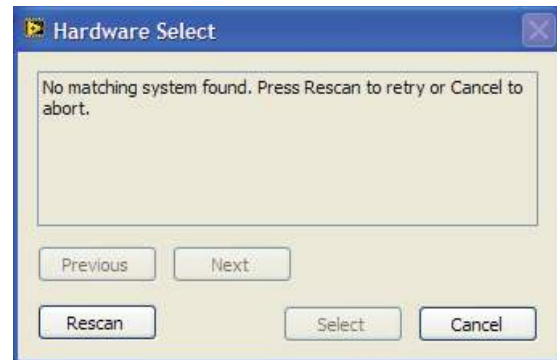 Hardware Select
No matching system found. Press Rescan to retry or Cancel to
abort.
Previous
Next
Rescan
Select
Cancel